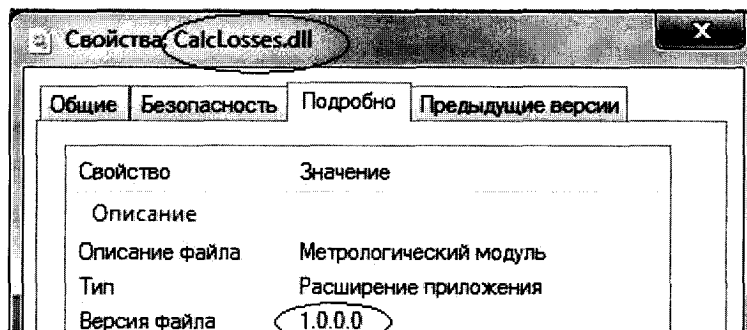 Свойства: CalcLosses.dll
x
Общие Безопасность Подробно Предыдущие версии
Свойство Значение
Описание
Описание файла Метрологический модуль
Тип Расширение приложения
Версия файла 1.0.0.0